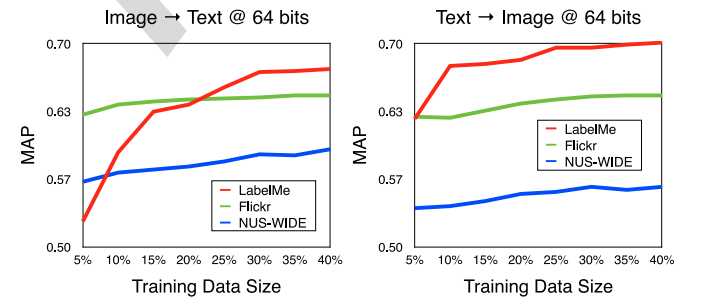 Image → Text @ 64 bits
0.70
0.63
0.57
0.50
MAP
LabelMe
Flickr
NUS-WIDE
5% 10% 15% 20% 25% 30% 35% 40%
Training Data Size
Text → Image @ 64 bits
0.70
0.63
0.57
0.50
MAP
LabelMe
Flickr
NUS-WIDE
5% 10% 15% 20% 25% 30% 35% 40%
Training Data Size